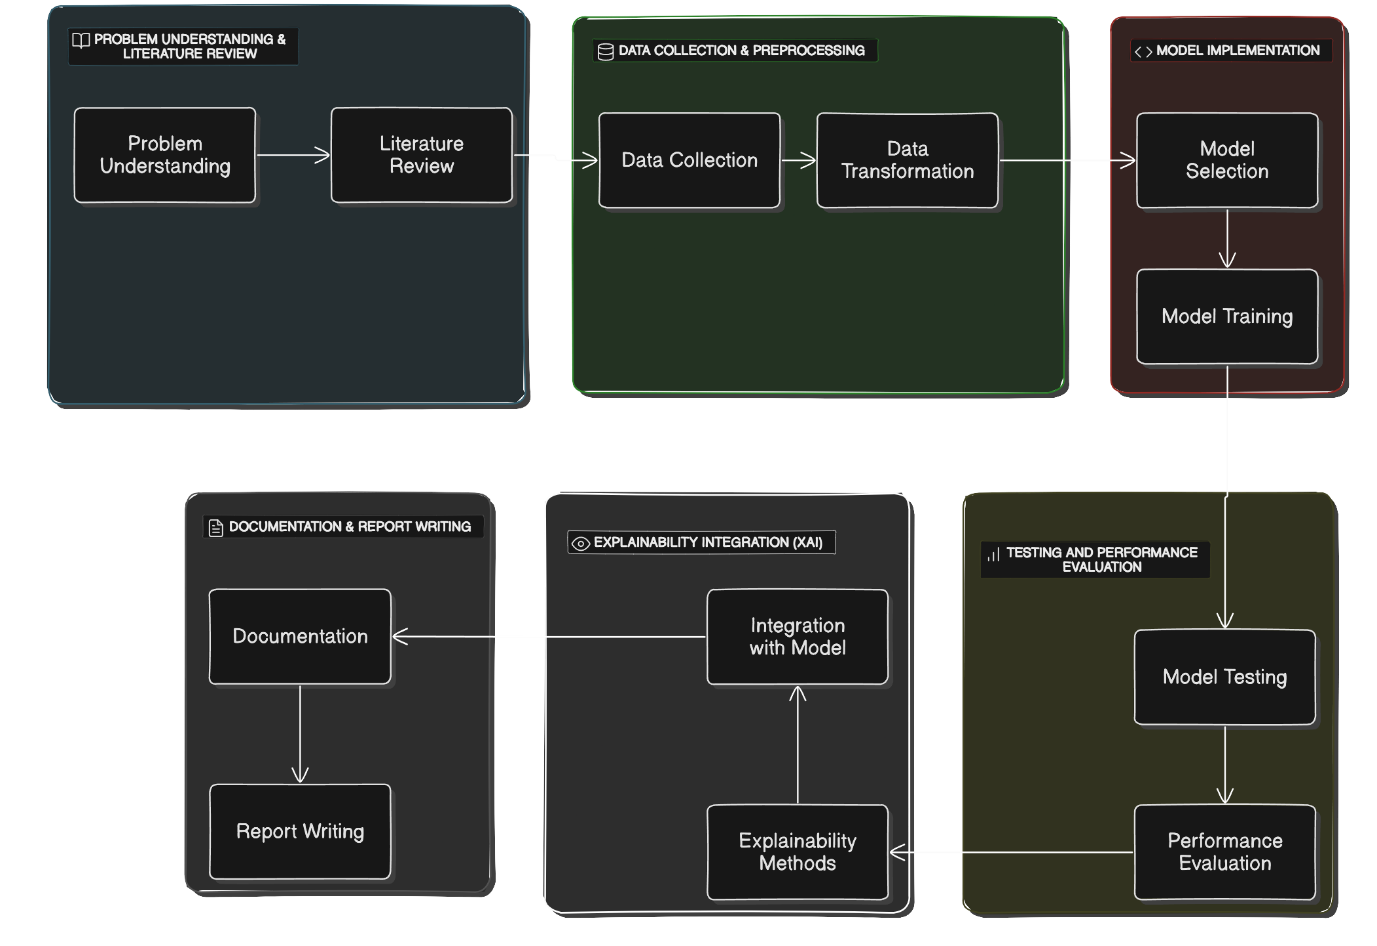 PROBLEM UNDERSTANDING &
LITERATURE REVIEW
Problem
Understanding
Literature
Review
DATA COLLECTION & PREPROCESSING
Data Collection
Data
Transformation
MODEL IMPLEMENTATION
Model
Selection
Model Training
DOCUMENTATION & REPORT WRITING
Documentation
Report Writing
EXPLAINABILITY INTEGRATION (XAI)
Integration
with Model
Explainability
Methods
TESTING AND PERFORMANCE
EVALUATION
Model Testing
Performance
Evaluation